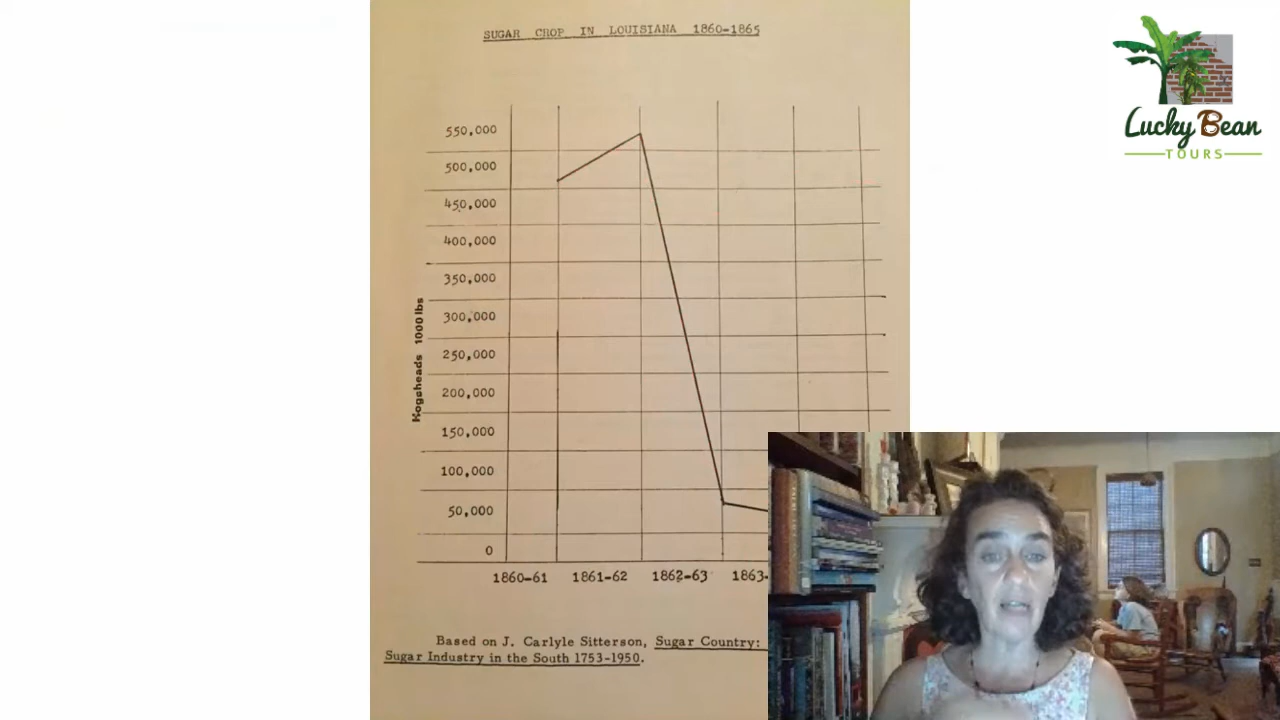 SUGAR CROP IN LOUISIANA 1860-1865
550,000
500,000
450,000
400,000
350,000
300,000
250,000
200,000
150,000
100,000
50,000
0
Hogsheads 1000 lbs
1860-61 1861-62 1862-63 1863-
Based on J. Carlyle Sitterson, Sugar Country:
Sugar Industry in the South 1753-1950.
Lucky Bean
TOURS